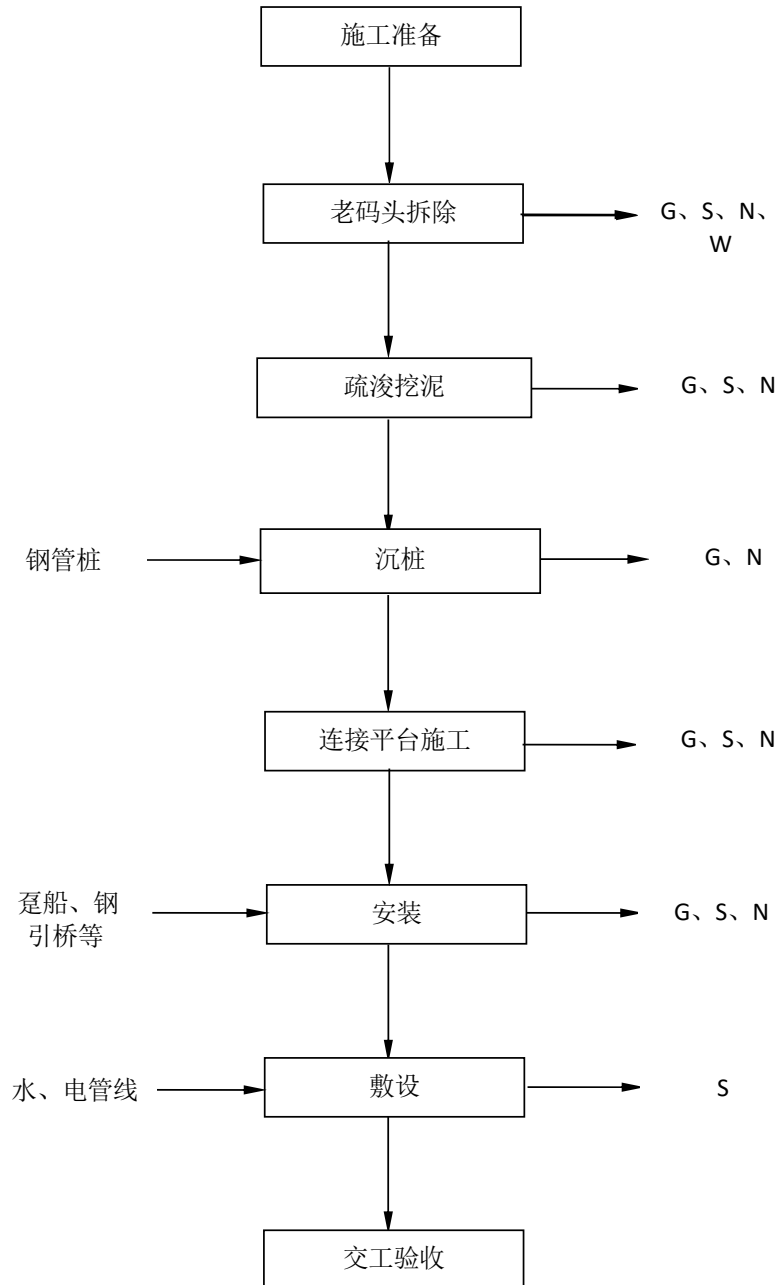 施工准备
老码头拆除
G、S、N、
W
疏浚挖泥
G、S、N
钢管桩
沉桩
G、N
连接平台施工
G、S、N
趸船、钢
引桥等
安装
G、S、N
水、电管线
敷设
S
交工验收